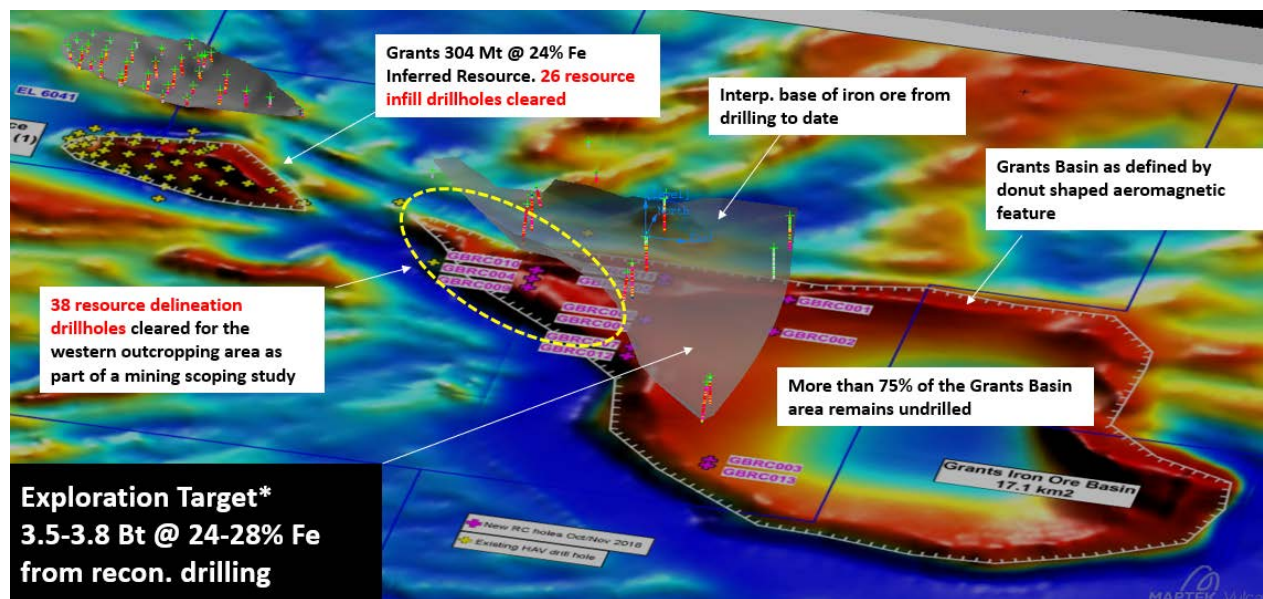 Grants 304 Mt @ 24% Fe
Inferred Resource. 26 resource
infill drillholes cleared
Interp. base of iron ore from
drilling to date
Grants Basin as defined by
donut shaped aeromagnetic
feature
EL 6041
(1)
38 resource delineation
drillholes cleared for the
western outcropping area as
part of a mining scoping study
GBRC010
GBRC004
GBRC009
GBRC012
GBRC001
GBRC002
More than 75% of the Grants Basin
area remains undrilled
GBRC003
GBRC013
Grants Iron Ore Basin
17.1 km2
Exploration Target*
3.5-3.8 Bt @ 24-28% Fe
from recon. drilling
New RC holes Oct/Nov 2018
Existing HAV drill hole
MAPTEK Vulcan